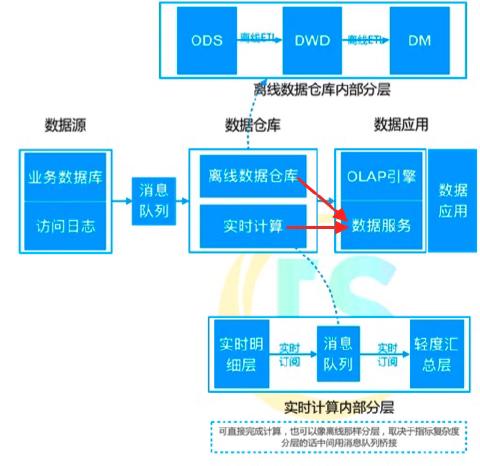 ODS
离线ETL
DWD
离线ETL
DM
离线数据仓库内部分层
数据源
数据仓库
数据应用
业务数据库
访问日志
消息
队列
离线数据仓库
实时计算
OLAP引擎
数据服务
数据
应用
实时明
细层
实时
订阅
消息
队列
实时
订阅
轻度汇
总层
实时计算内部分层
可直接完成计算，也可以像离线那样分层，取决于指标复杂度
分层的话中间用消息队列桥接